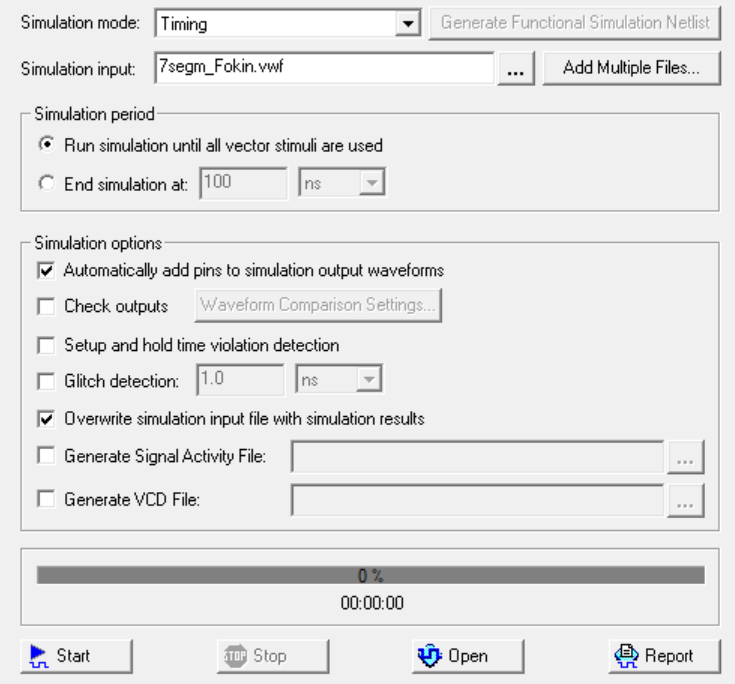 Simulation mode: Timing Generate Functional Simulation Netlist
Simulation input: 7segm_Fokin.vwf ... Add Multiple Files...
Simulation period
Run simulation until all vector stimuli are used
End simulation at: 100 ns
Simulation options
Automatically add pins to simulation output waveforms
Check outputs Waveform Comparison Settings...
Setup and hold time violation detection
Glitch detection: 1.0 ns
Overwrite simulation input file with simulation results
Generate Signal Activity File: ...
Generate VCD File: ...
0 %
00:00:00
Start STOP Stop Open Report